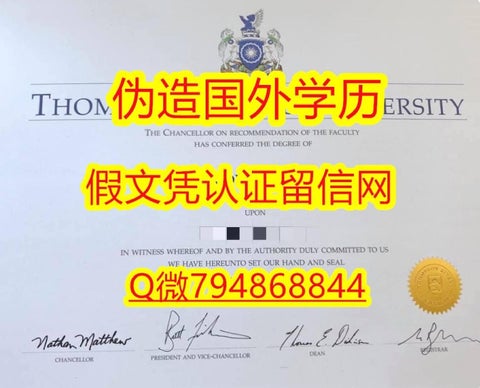 伪造国外学历
THE CHANCELLOR ON RECOMMENDATION OF THE FACULTY
HAS CONFERRED THE DEGREE OF
假文凭认证留信网
UPON
IN WITNESS WHEREOF AND BY THE AUTHORITY DULY COMMITTED TO US
WE HAVE HEREUNTO SET OUR HAND AND SEAL
Q微794868844
Nathan Matthew
CHANCELLOR PRESIDENT AND VICE-CHANCELLOR DEAN REGISTRAR